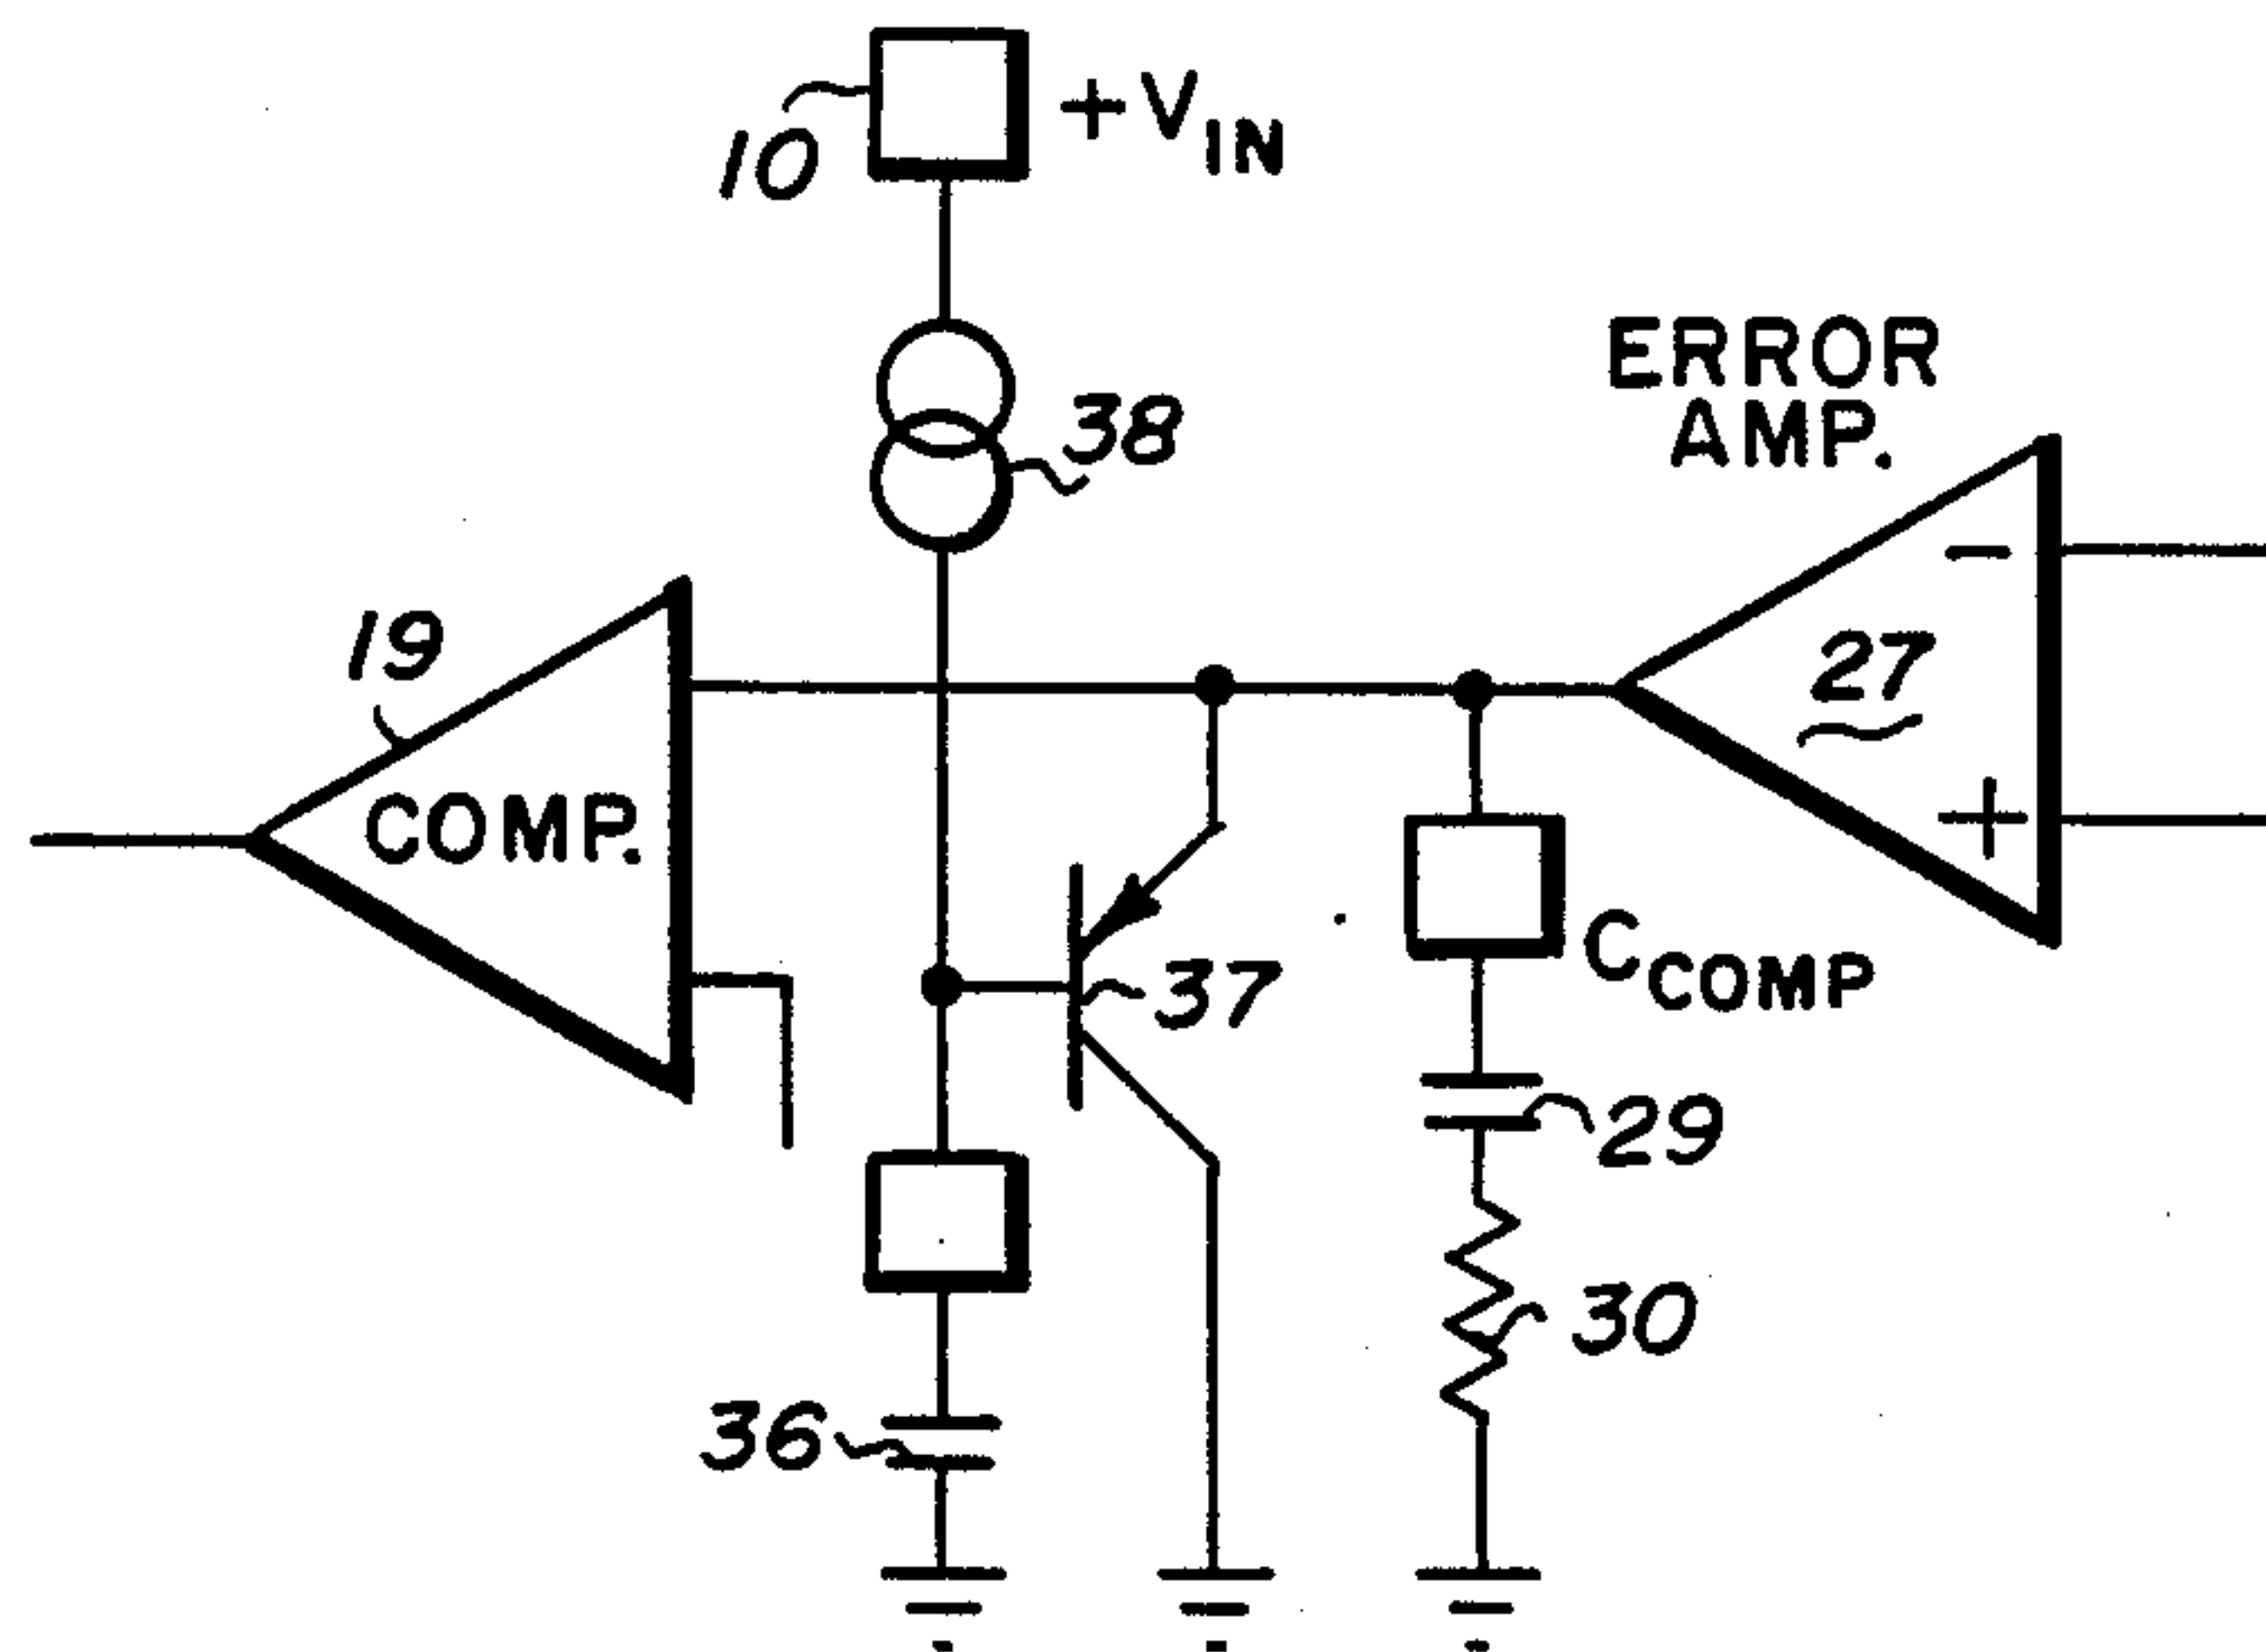 10
+VIN
38
ERROR
AMP.
19
27
COMP.
-
+
37
CCOMP
29
30
36